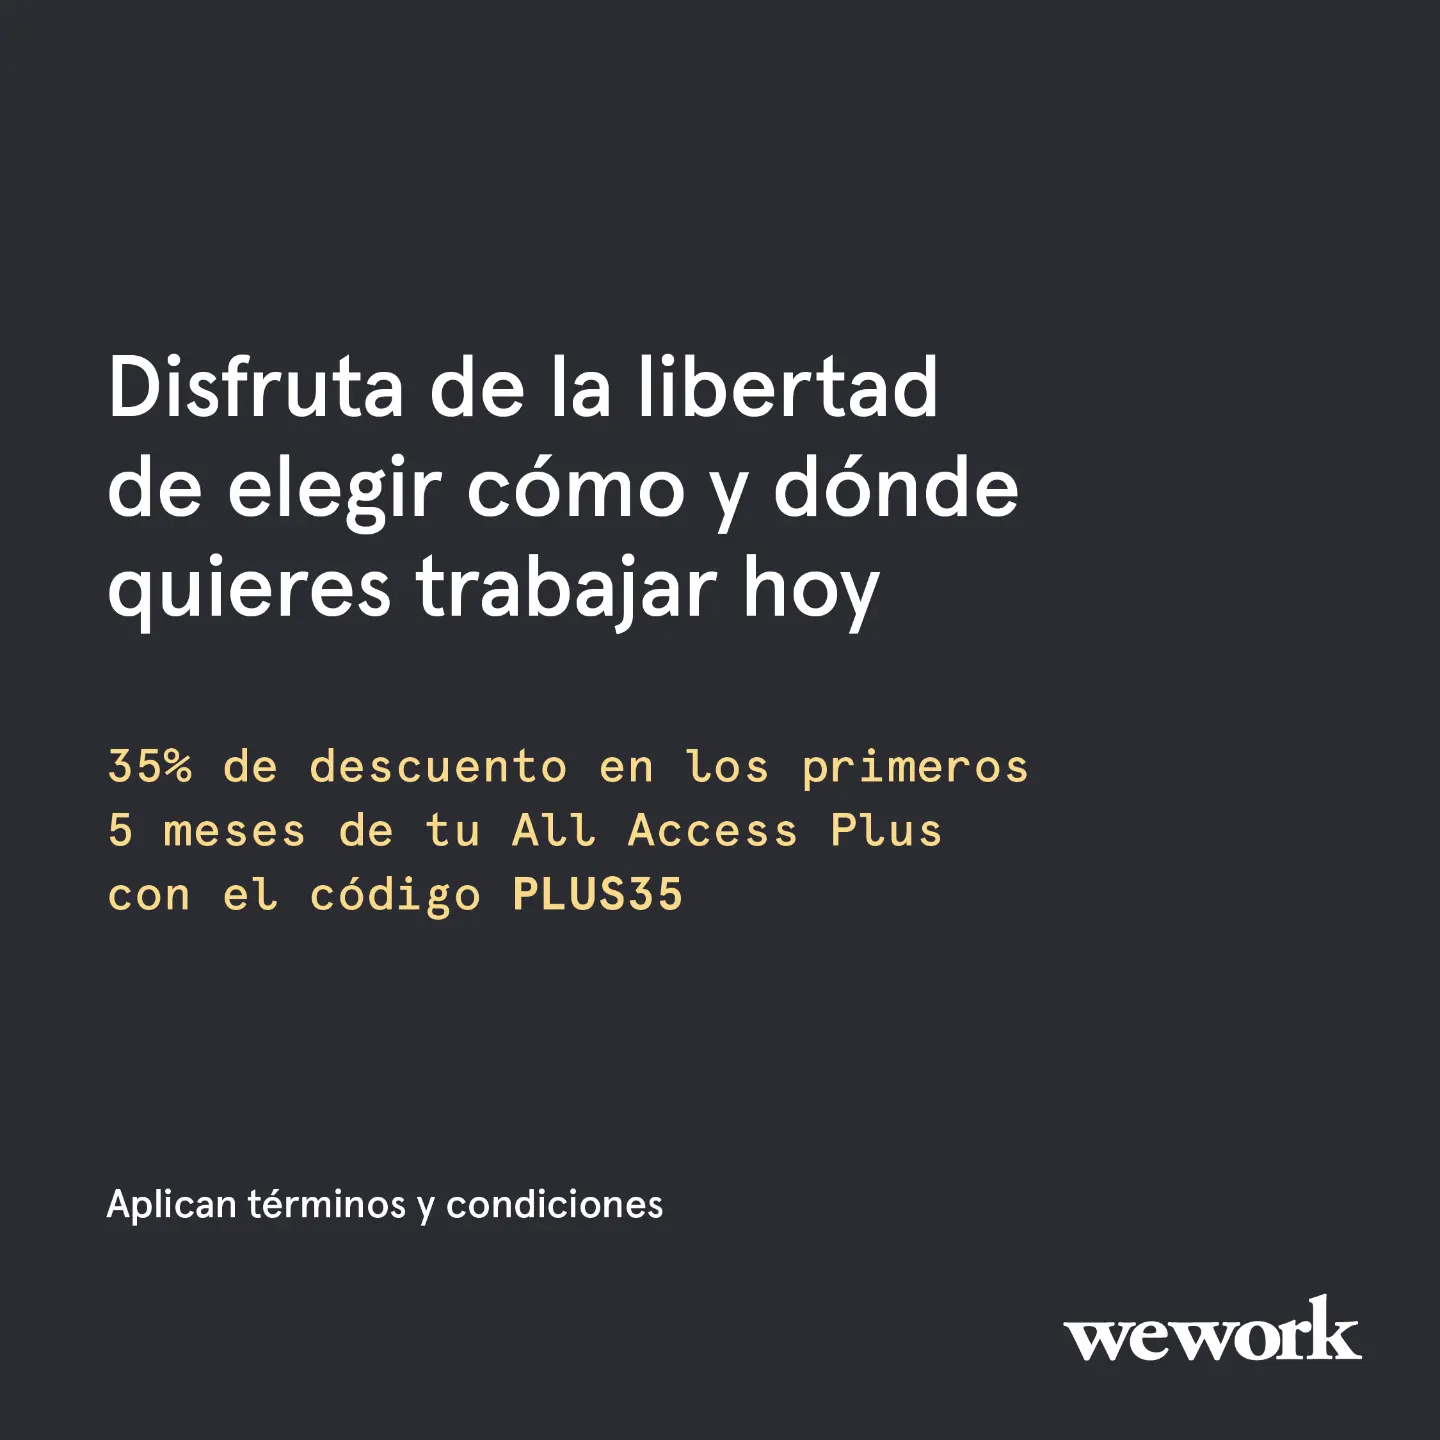 Disfruta de la libertad
de elegir cómo y dónde
quieres trabajar hoy
35% de descuento en los primeros
5 meses de tu All Access Plus
con el código PLUS35
Aplican términos y condiciones
wework